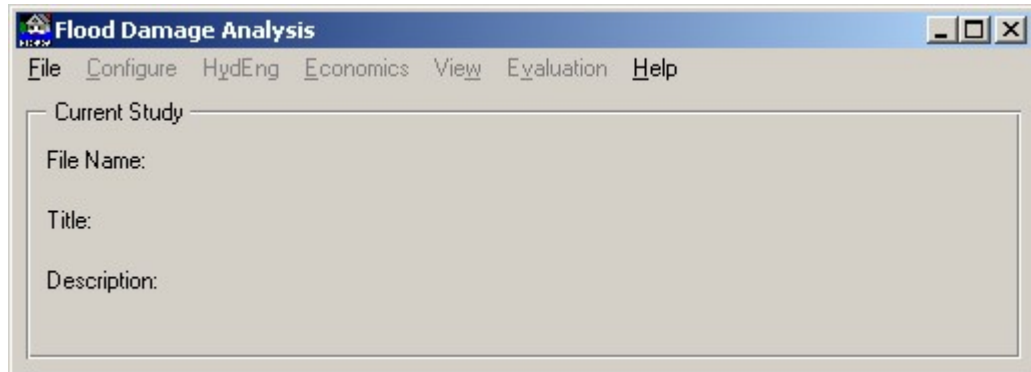 Flood Damage Analysis
File Configure HydEng Economics View Evaluation Help
Current Study
File Name:
Title:
Description: